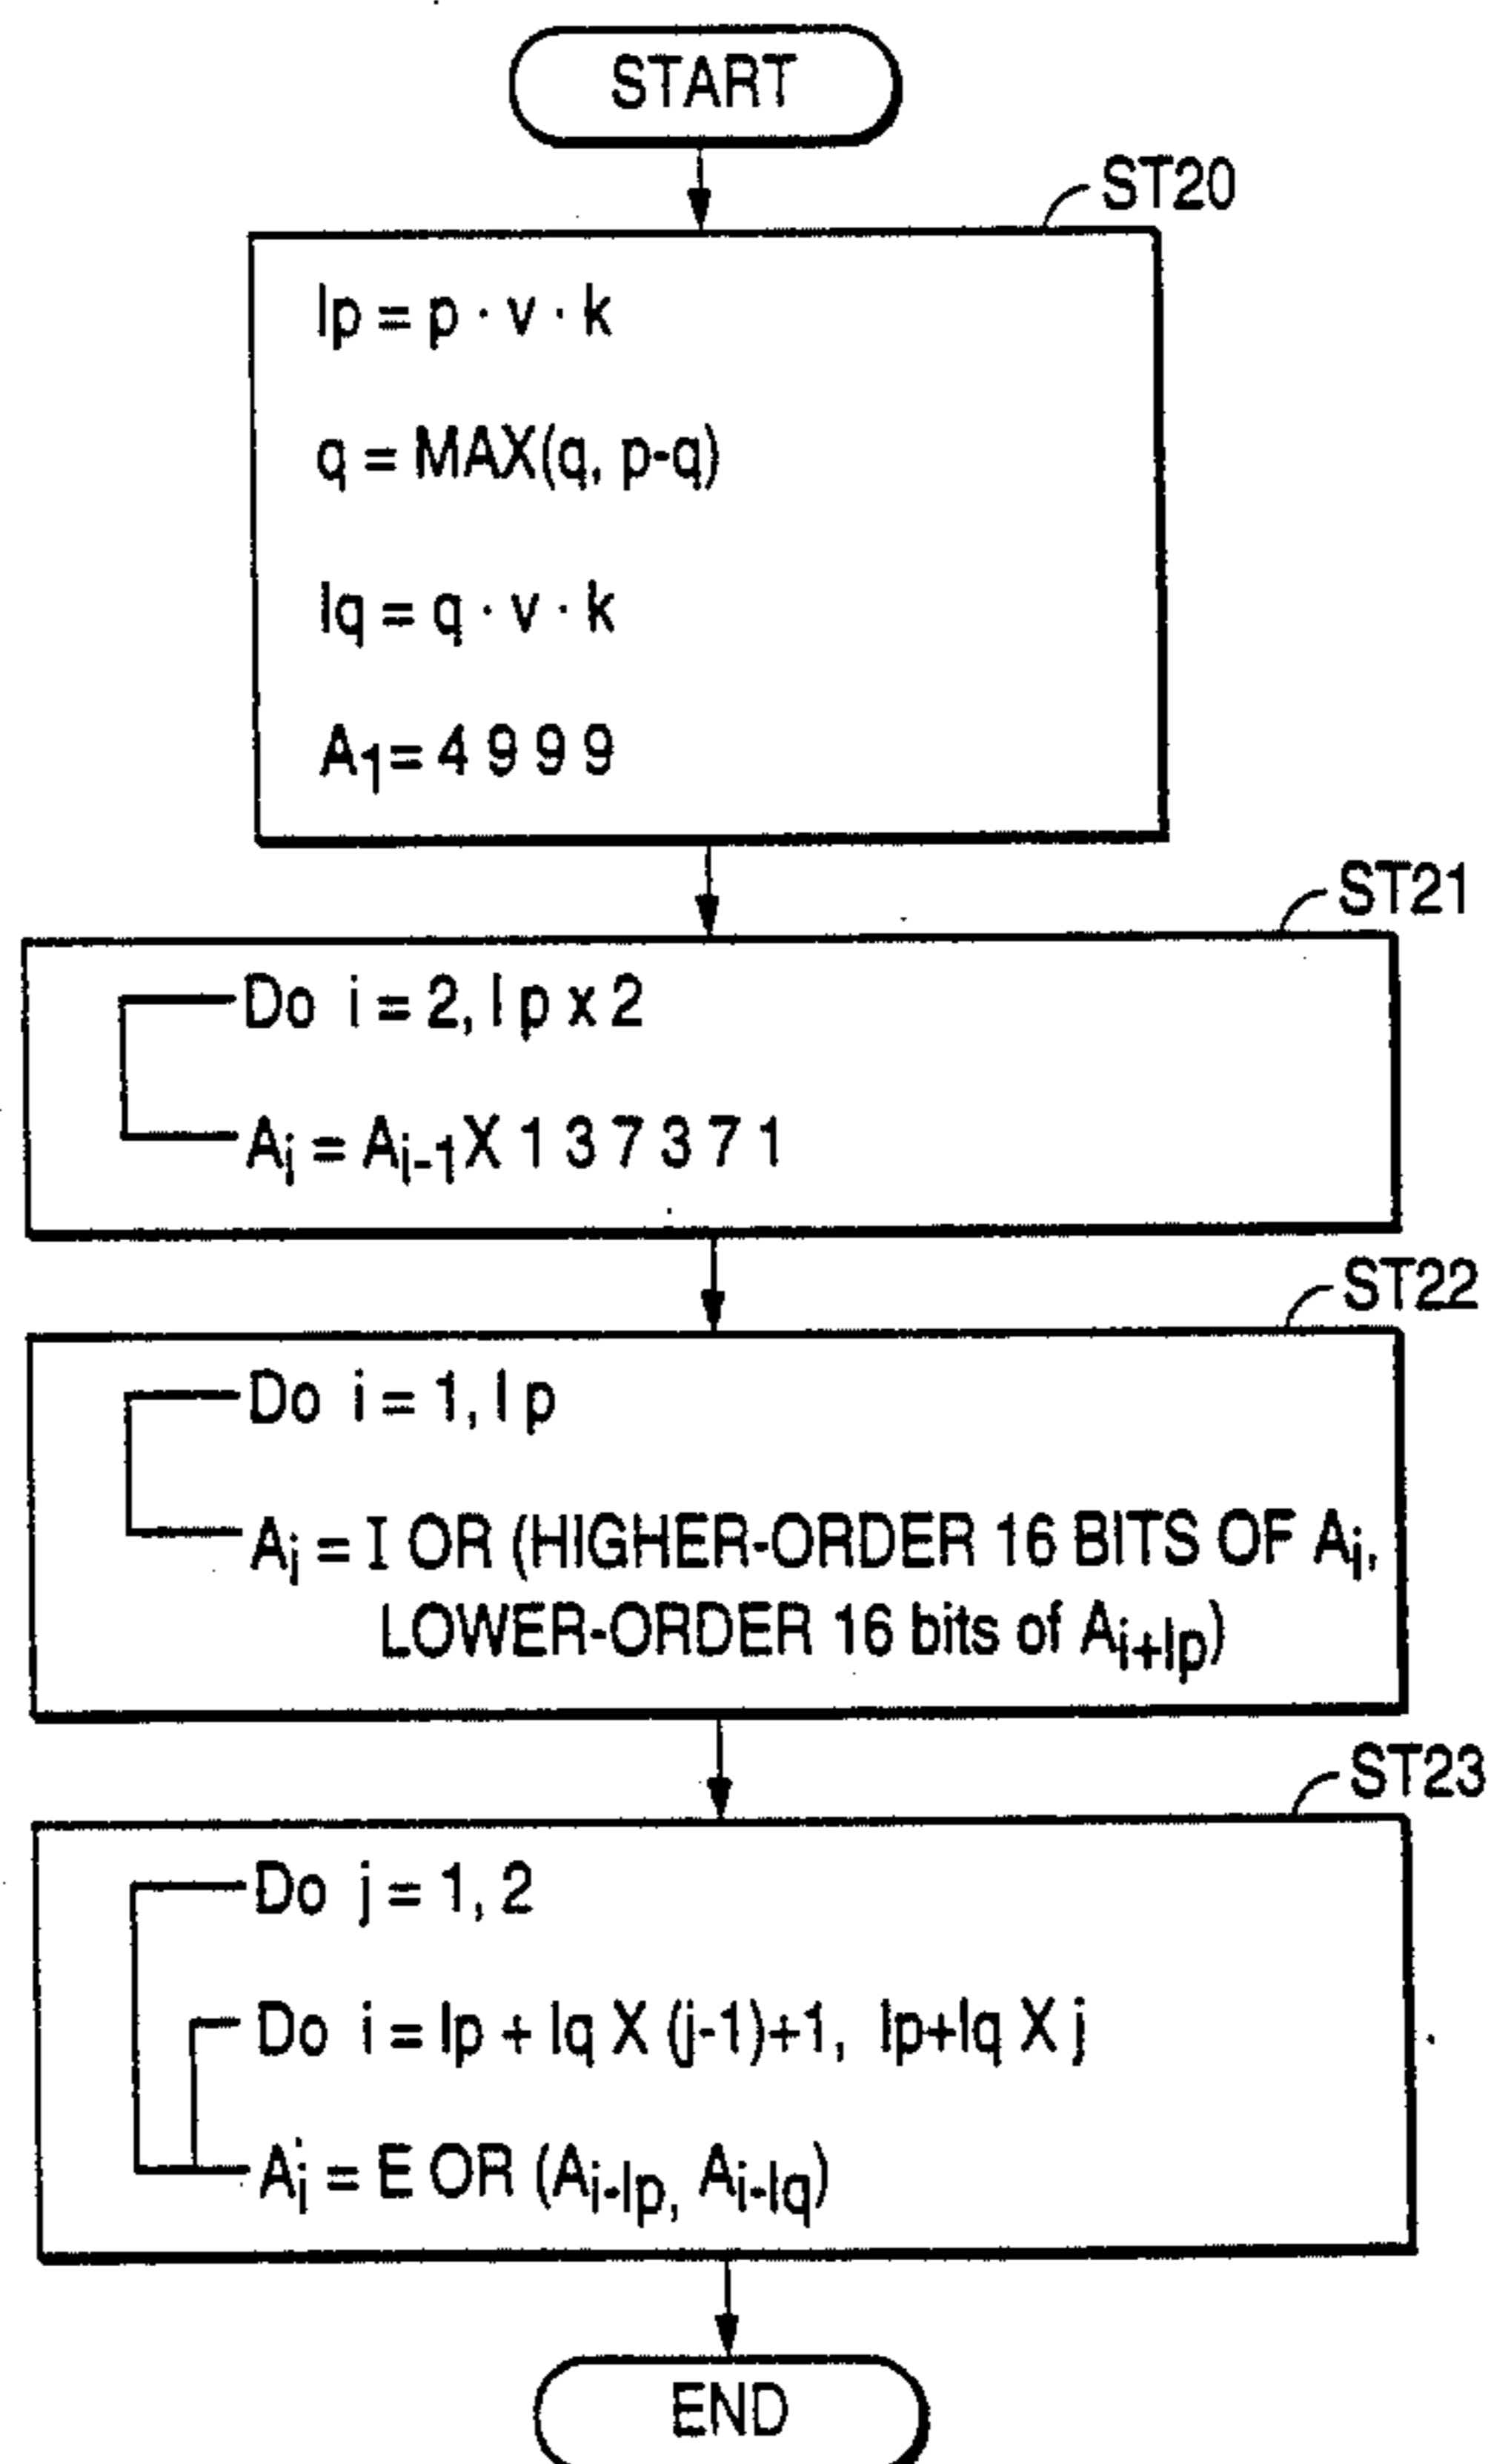 START
ST20
lp = p · v · k
q = MAX(q, p-q)
lq = q · v · k
A1= 4 9 9 9
ST21
Do i = 2, l p x 2
Ai = Ai-1 X 1 3 7 3 7 1
ST22
Do i = 1, l p
Ai = I OR (HIGHER-ORDER 16 BITS OF Ai,
LOWER-ORDER 16 bits of Ai+lp)
ST23
Do j = 1, 2
Do i = lp + lq X (j-1)+1, lp+lq X j
Ai = E OR (Ai-lp, Ai-lq)
END